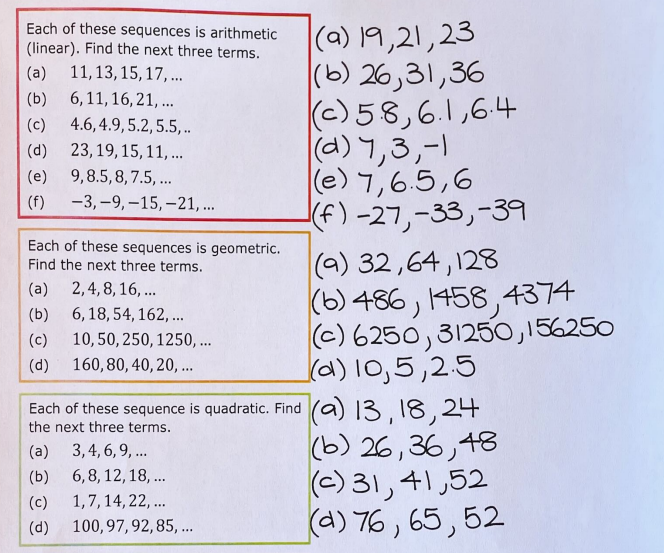 Each of these sequences is arithmetic
(linear). Find the next three terms.
(a) 11, 13, 15, 17, ...
(b) 6, 11, 16, 21, ...
(c) 4.6, 4.9, 5.2, 5.5, ..
(d) 23, 19, 15, 11, ...
(e) 9, 8.5, 8, 7.5, ...
(f) −3, −9, −15, −21, ...
(a) 19, 21, 23
(b) 26, 31, 36
(c) 5.8, 6.1, 6.4
(d) 7, 3, −1
(e) 7, 6.5, 6
(f) −27, −33, −39
Each of these sequences is geometric.
Find the next three terms.
(a) 2, 4, 8, 16, ...
(b) 6, 18, 54, 162, ...
(c) 10, 50, 250, 1250, ...
(d) 160, 80, 40, 20, ...
(a) 32, 64, 128
(b) 486, 1458, 4374
(c) 6250, 31250, 156250
(d) 10, 5, 2.5
Each of these sequence is quadratic. Find
the next three terms.
(a) 3, 4, 6, 9, ...
(b) 6, 8, 12, 18, ...
(c) 1, 7, 14, 22, ...
(d) 100, 97, 92, 85, ...
(a) 13, 18, 24
(b) 26, 36, 48
(c) 31, 41, 52
(d) 76, 65, 52